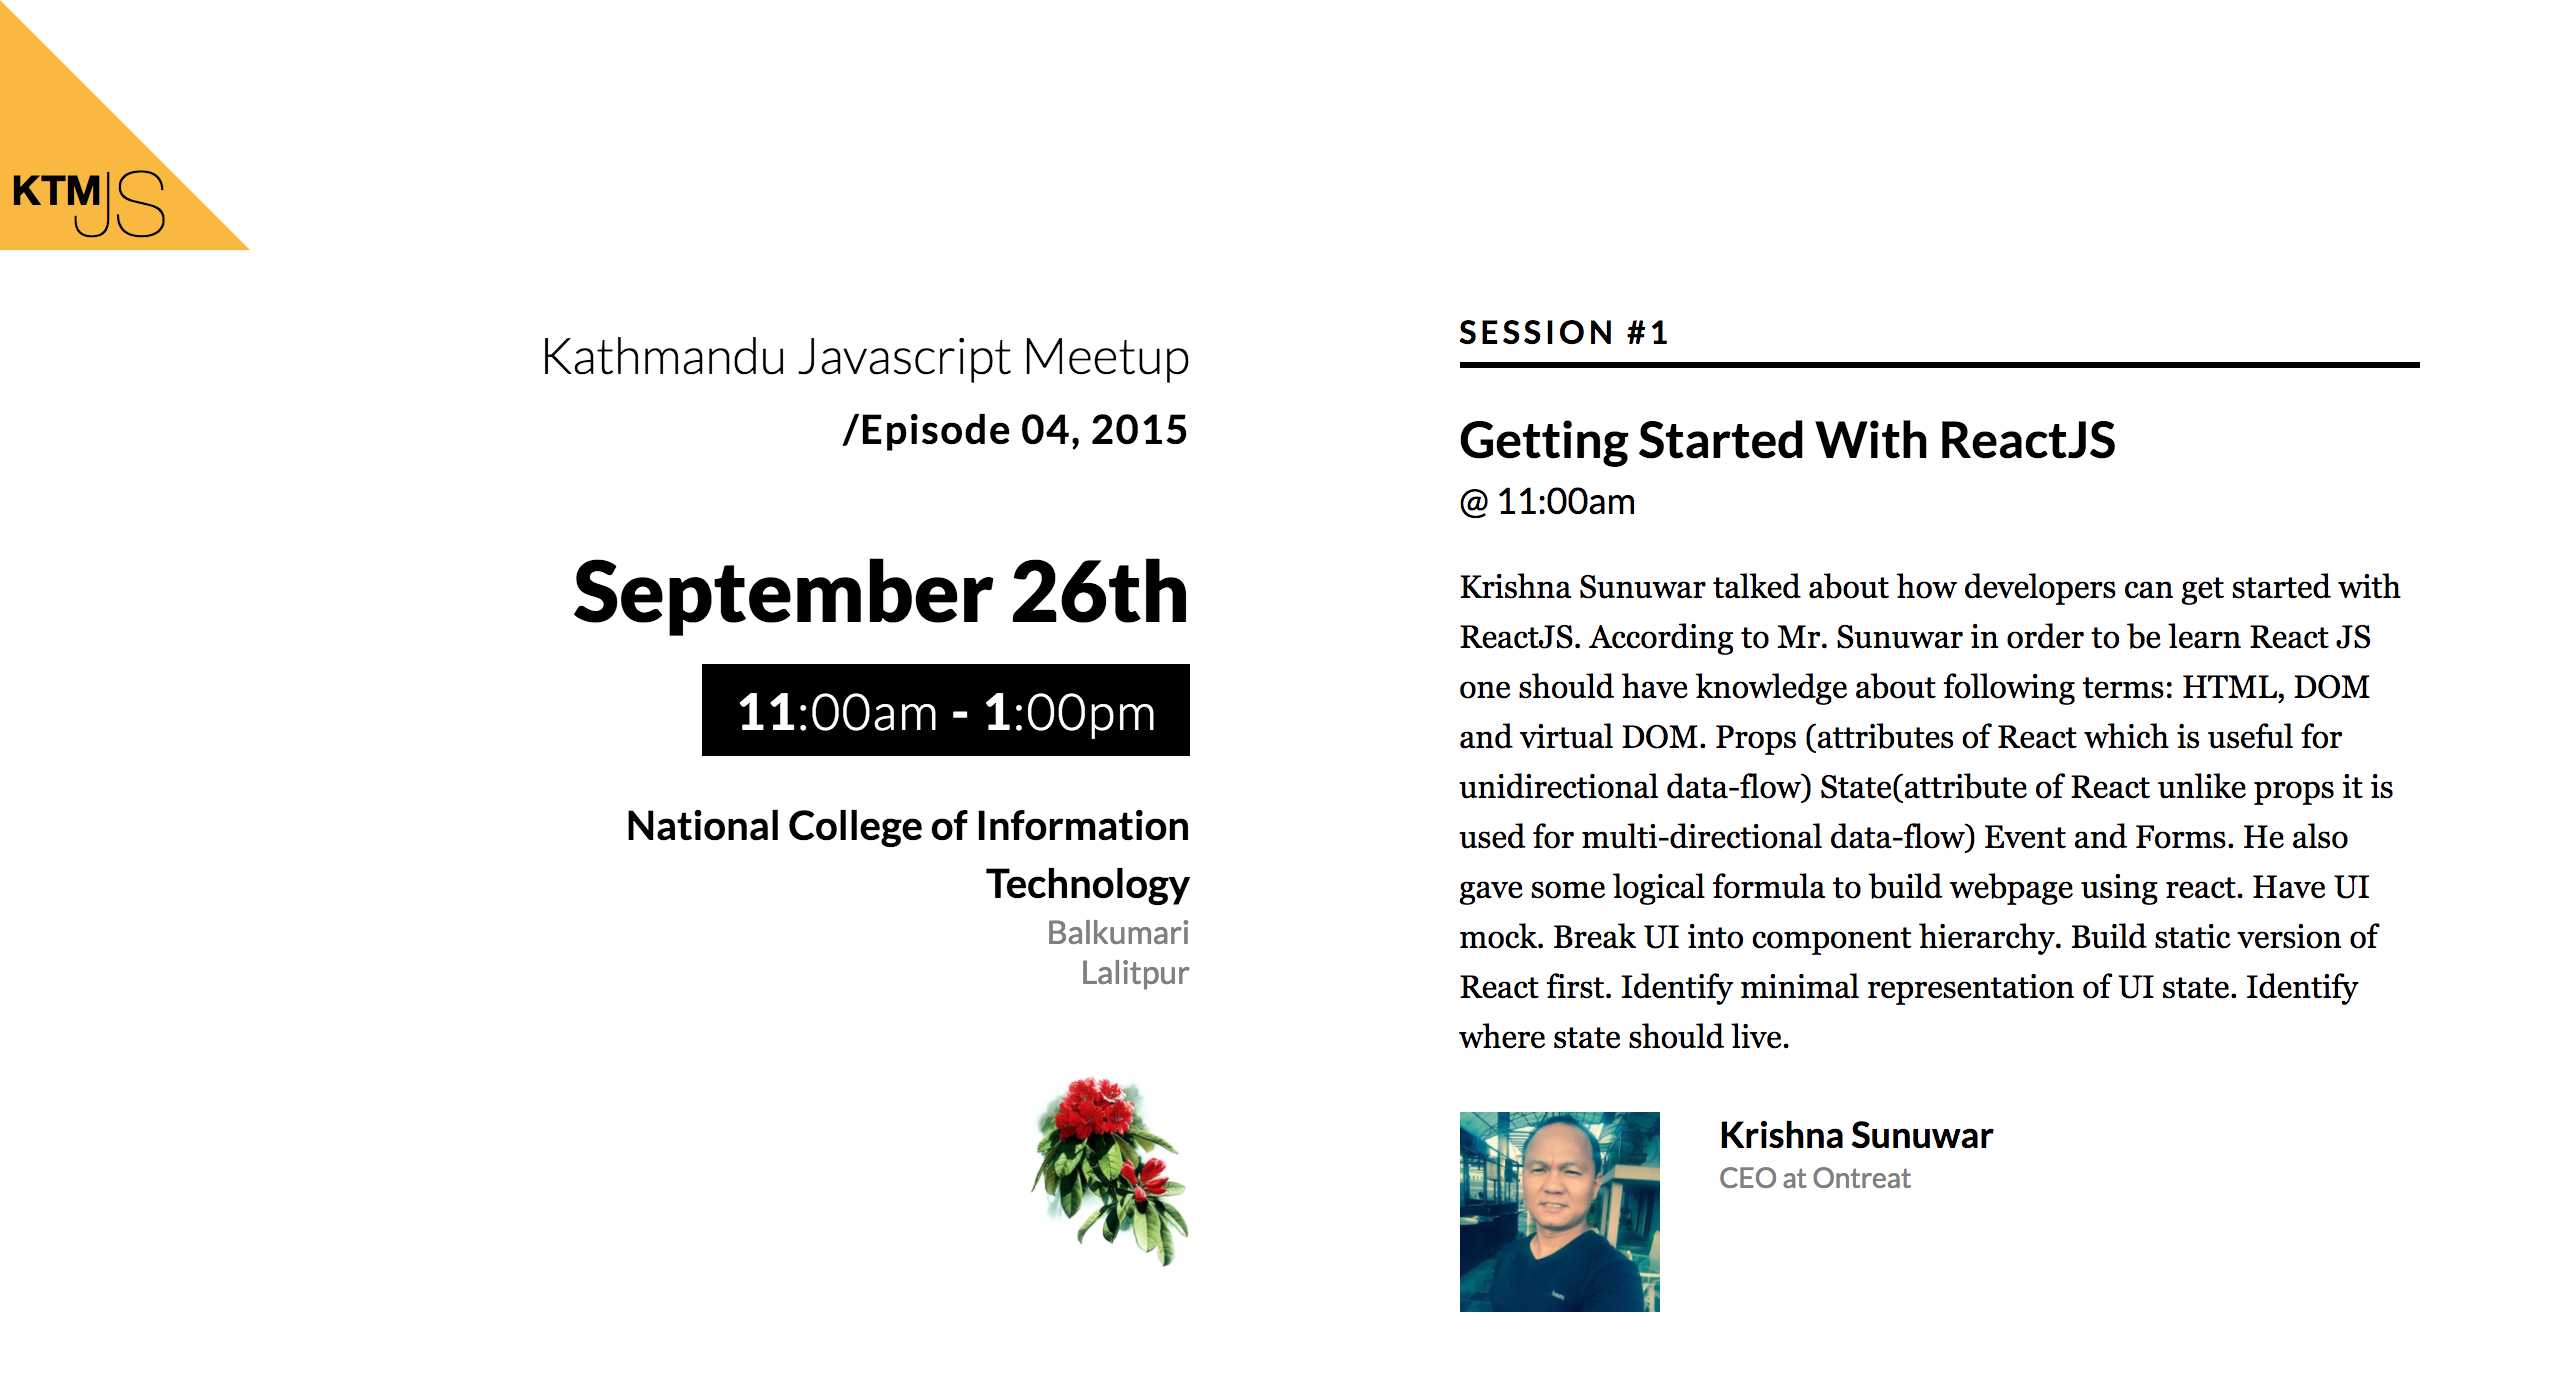 KTMJS
Kathmandu Javascript Meetup
/Episode 04, 2015
September 26th
11:00am - 1:00pm
National College of Information
Technology
Balkumari
Lalitpur
SESSION #1
Getting Started With ReactJS
@ 11:00am
Krishna Sunuwar talked about how developers can get started with
ReactJS. According to Mr. Sunuwar in order to be learn React JS
one should have knowledge about following terms: HTML, DOM
and virtual DOM. Props (attributes of React which is useful for
unidirectional data-flow) State(attribute of React unlike props it is
used for multi-directional data-flow) Event and Forms. He also
gave some logical formula to build webpage using react. Have UI
mock. Break UI into component hierarchy. Build static version of
React first. Identify minimal representation of UI state. Identify
where state should live.
Krishna Sunuwar
CEO at Ontreat